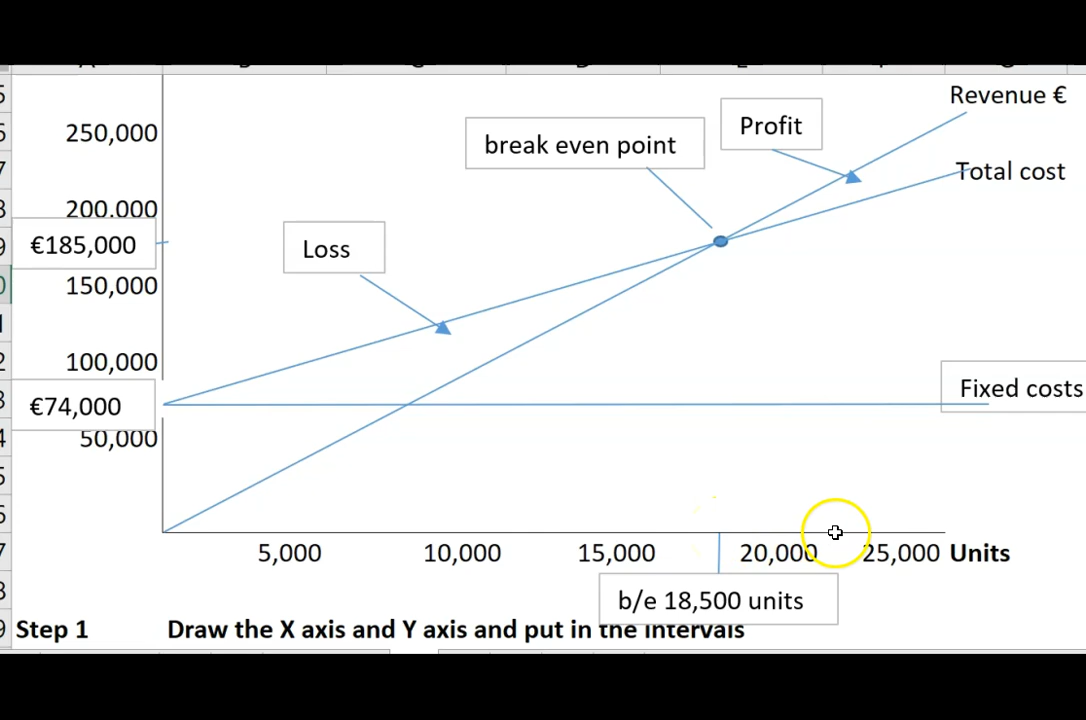 Revenue €
250,000
Profit
break even point
Total cost
200.000
€185,000
Loss
150,000
100,000
Fixed costs
€74,000
50,000
5,000 10,000 15,000 20,000 25,000 Units
b/e 18,500 units
Step 1 Draw the X axis and Y axis and put in the intervals